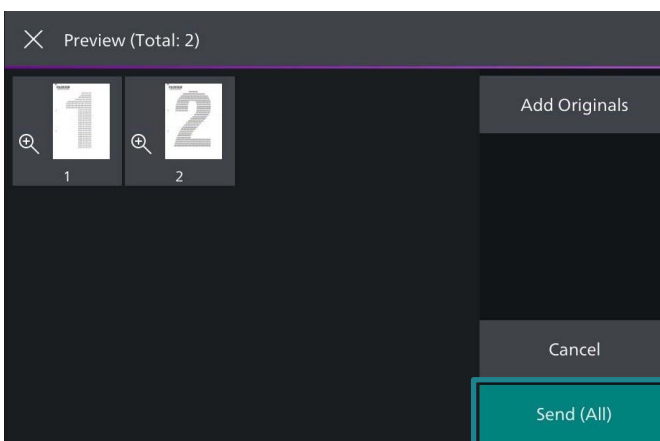 Preview (Total: 2)
Add Originals
1
2
Cancel
Send (All)